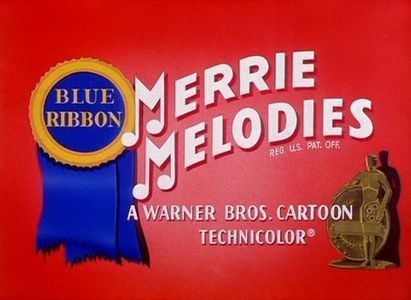 BLUE
RIBBON
MERRIE
MELODIES
REG. U.S. PAT. OFF.
A WARNER BROS. CARTOON
TECHNICOLOR®